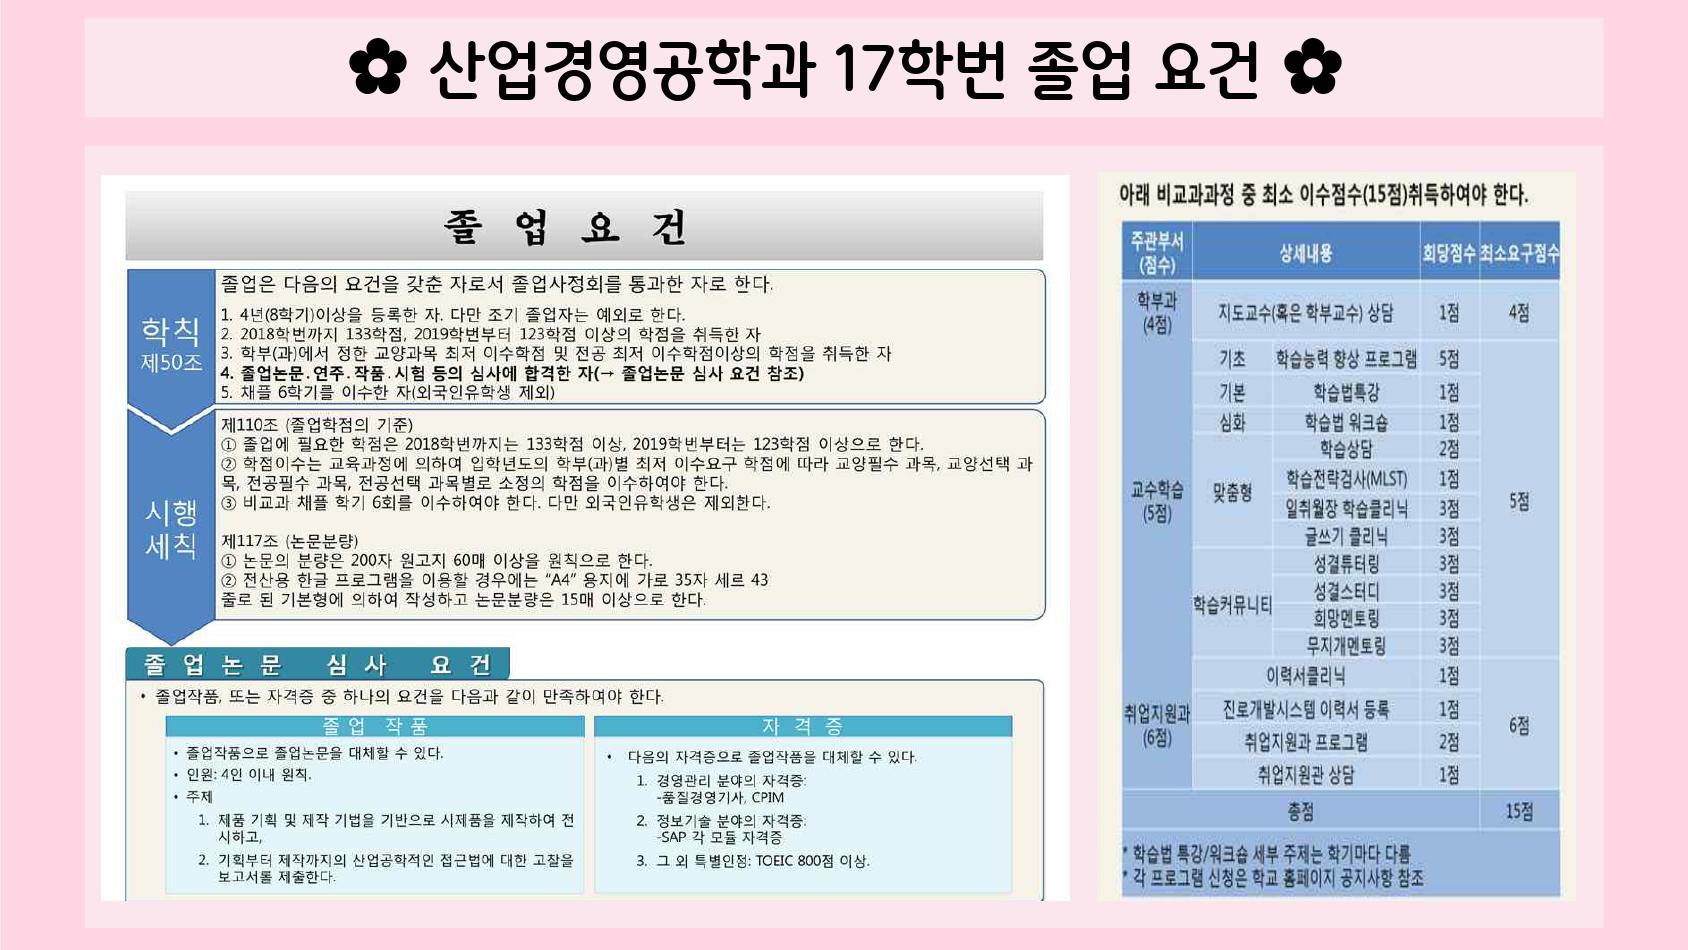 ✿ 산업경영공학과 17학번 졸업 요건 ✿
졸 업 요 건
학칙
제50조
졸업은 다음의 요건을 갖춘 자로서 졸업사정회를 통과한 자로 한다.
1. 4년(8학기)이상을 등록한 자. 다만 조기 졸업자는 예외로 한다.
2. 2018학번까지 133학점, 2019학번부터 123학점 이상의 학점을 취득한 자
3. 학부(과)에서 정한 교양과목 최저 이수학점 및 전공 최저 이수학점이상의 학점을 취득한 자
4. 졸업논문.연주.작품.시험 등의 심사에 합격한 자(→ 졸업논문 심사 요건 참조)
5. 채플 6학기를 이수한 자(외국인유학생 제외)
시행
세칙
제110조 (졸업학점의 기준)
① 졸업에 필요한 학점은 2018학번까지는 133학점 이상, 2019학번부터는 123학점 이상으로 한다.
② 학점이수는 교육과정에 의하여 입학년도의 학부(과)별 최저 이수요구 학점에 따라 교양필수 과목, 교양선택 과
목, 전공필수 과목, 전공선택 과목별로 소정의 학점을 이수하여야 한다.
③ 비교과 채플 학기 6회를 이수하여야 한다. 다만 외국인유학생은 제외한다.
제117조 (논문분량)
① 논문의 분량은 200자 원고지 60매 이상을 원칙으로 한다.
② 전산용 한글 프로그램을 이용할 경우에는 “A4” 용지에 가로 35자 세르 43
줄로 된 기본형에 의하여 작성하고 논문분량은 15매 이상으로 한다.
졸 업 논 문 심 사 요 건
• 졸업작품, 또는 자격증 중 하나의 요건을 다음과 같이 만족하여야 한다.
졸 업 작 품
• 졸업작품으로 졸업논문을 대체할 수 있다.
• 인원: 4인 이내 원칙.
• 주제
1. 제품 기획 및 제작 기법을 기반으로 시제품을 제작하여 전
시하고,
2. 기획부터 제작까지의 산업공학적인 접근법에 대한 고찰을
보고서롤 제출한다.
자 격 증
• 다음의 자격증으로 졸업작품을 대체할 수 있다.
1. 경영관리 분야의 자격증:
-품질경영기사, CPIM
2. 정보기술 분야의 자격증:
-SAP 각 모듈 자격증
3. 그 외 특별인정: TOEIC 800점 이상.
아래 비교과과정 중 최소 이수점수(15점)취득하여야 한다.
주관부서
(점수)
상세내용 회당점수 최소요구점수
학부과
(4점)
지도교수(혹은 학부교수) 상담 1점 4점
교수학습
(5점)
기초 학습능력 향상 프로그램 5점
기본 학습법특강 1점
심화 학습법 워크숍 1점
맞춤형
학습상담 2점
학습전략검사(MLST) 1점
일취월장 학습클리닉 3점
글쓰기 클리닉 3점
5점
학습커뮤니티
성결튜터링 3점
성결스터디 3점
희망멘토링 3점
무지개멘토링 3점
취업지원과
(6점)
이력서클리닉 1점
진로개발시스템 이력서 등록 1점
취업지원과 프로그램 2점
취업지원관 상담 1점
6점
총점 15점
* 학습법 특강/워크숍 세부 주제는 학기마다 다름
* 각 프로그램 신청은 학교 홈페이지 공지사항 참조